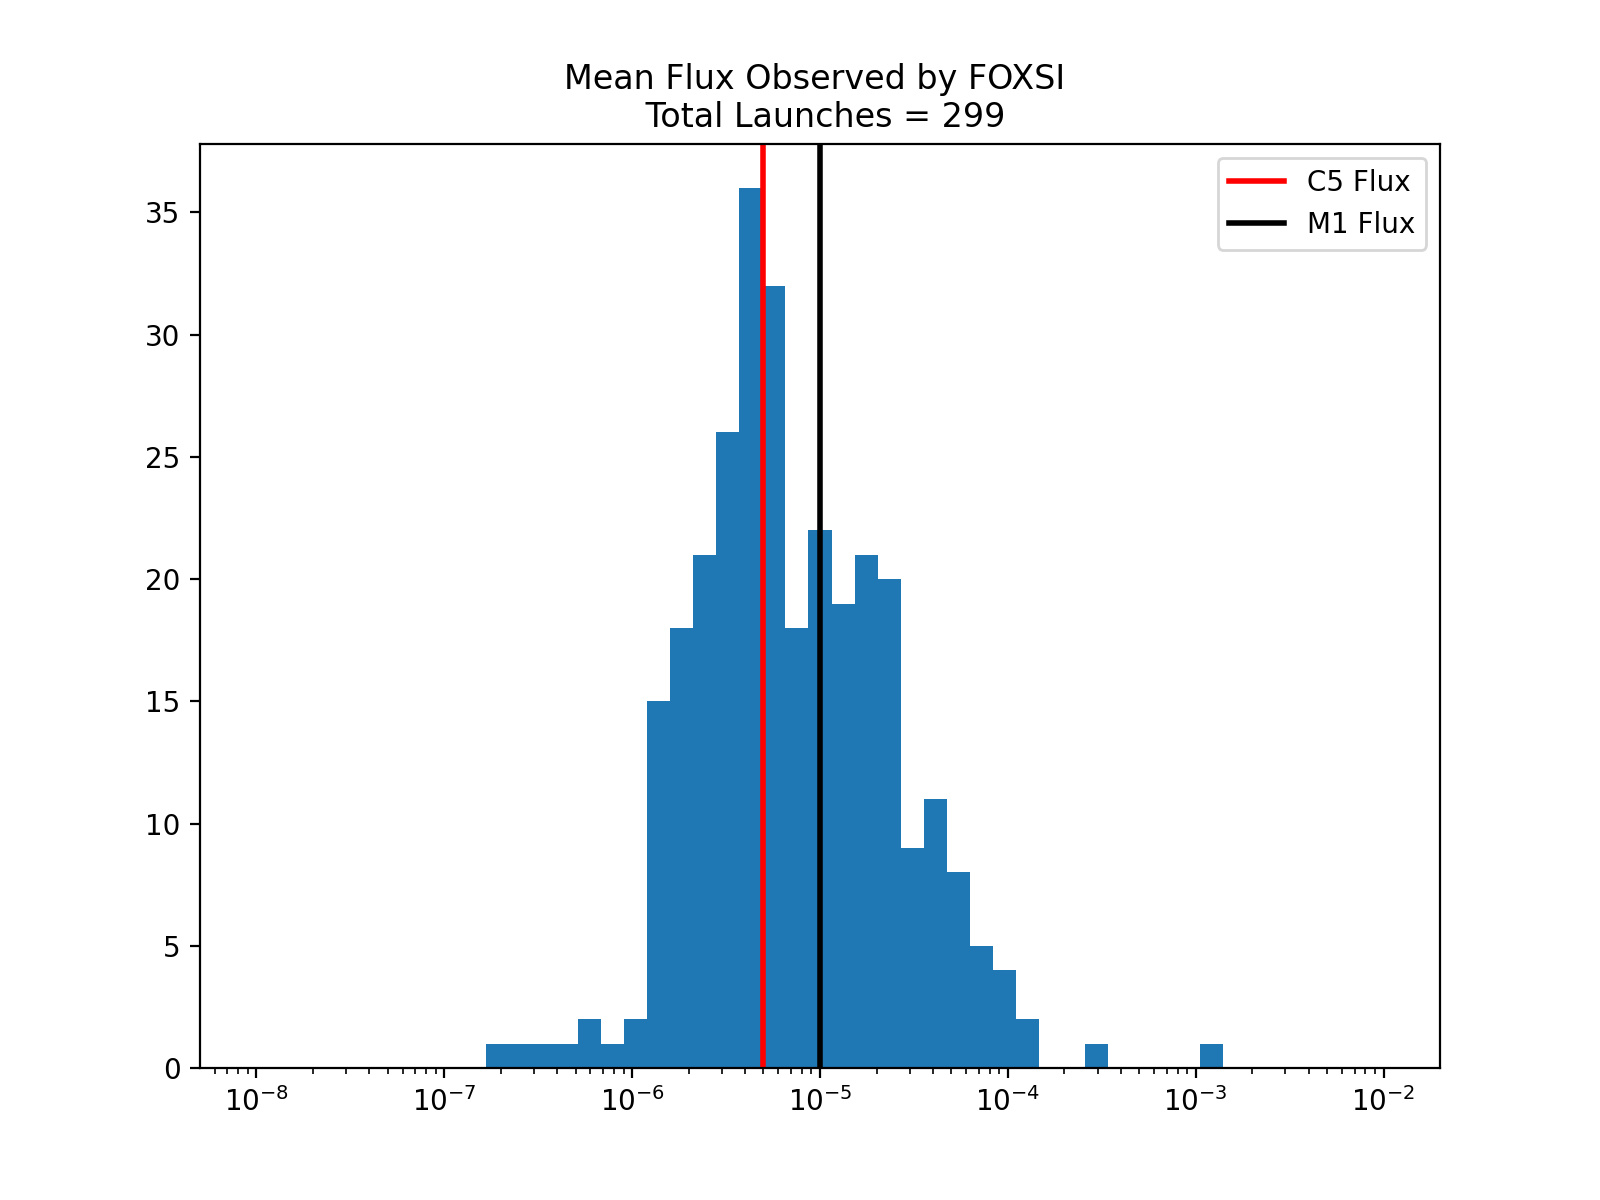 Mean Flux Observed by FOXSI
Total Launches = 299
C5 Flux
M1 Flux
35
30
25
20
15
10
5
0
10⁻⁸ 10⁻⁷ 10⁻⁶ 10⁻⁵ 10⁻⁴ 10⁻³ 10⁻²